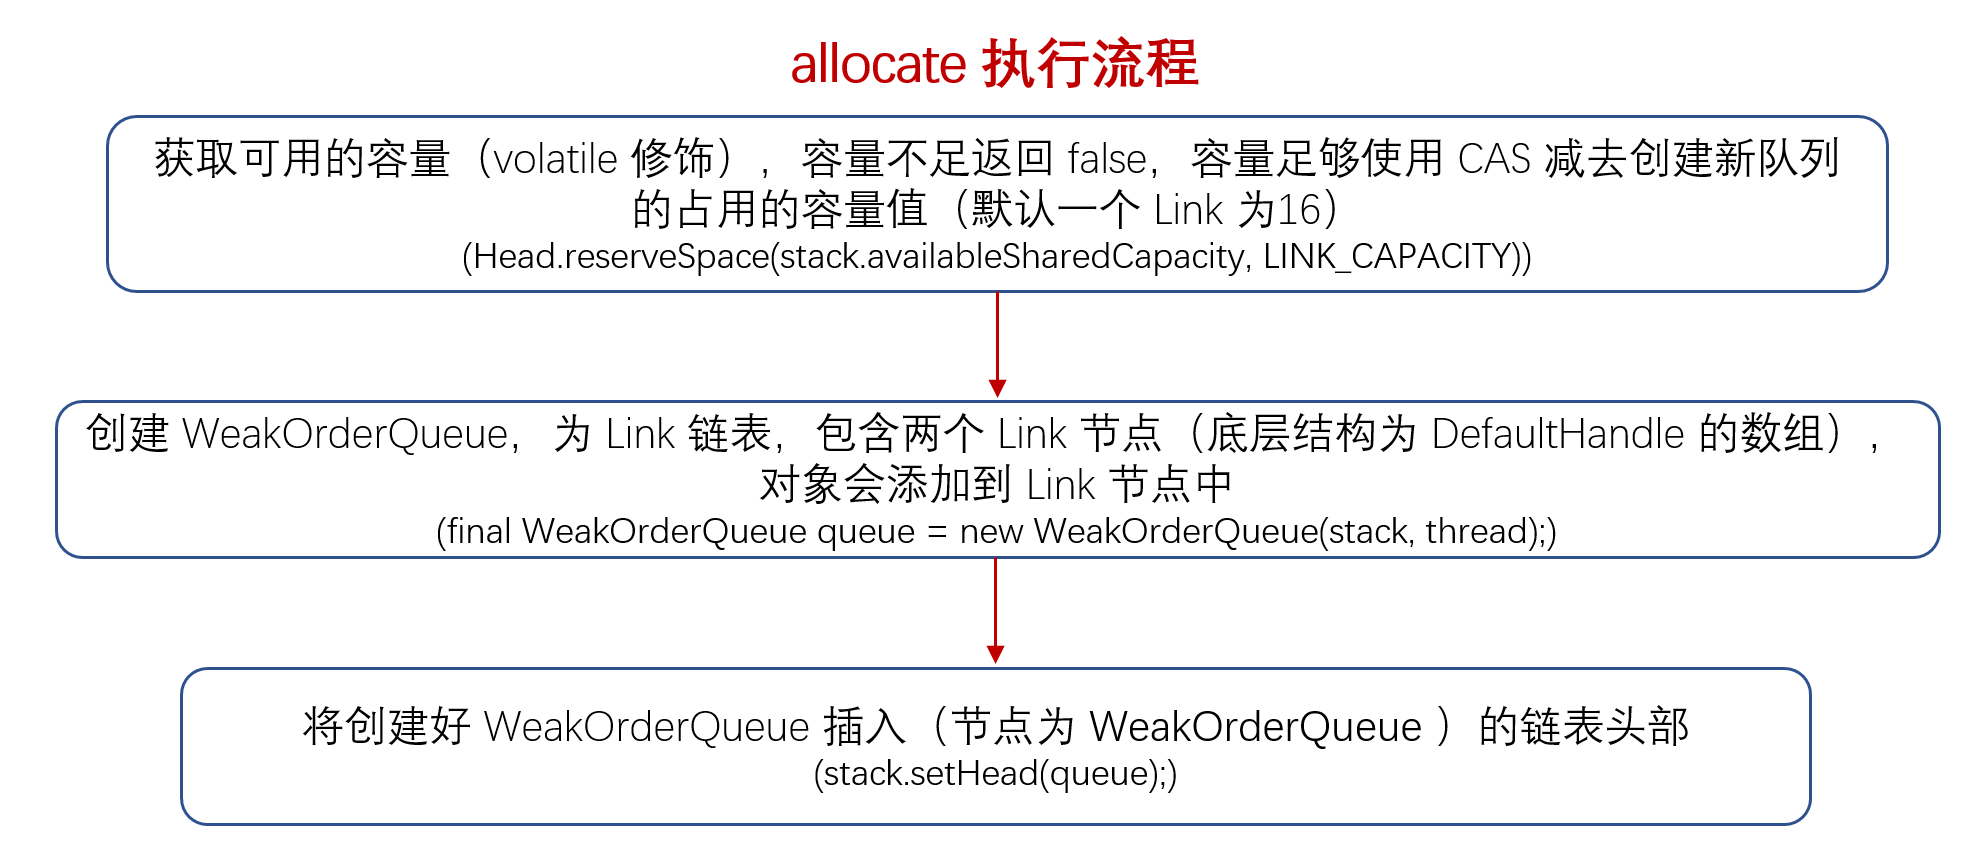 allocate 执行流程
获取可用的容量（volatile 修饰），容量不足返回 false，容量足够使用 CAS 减去创建新队列
的占用的容量值（默认一个 Link 为16）
(Head.reserveSpace(stack.availableSharedCapacity, LINK_CAPACITY))
创建 WeakOrderQueue，为 Link 链表，包含两个 Link 节点（底层结构为 DefaultHandle 的数组），
对象会添加到 Link 节点中
(final WeakOrderQueue queue = new WeakOrderQueue(stack, thread);)
将创建好 WeakOrderQueue 插入（节点为 WeakOrderQueue ）的链表头部
(stack.setHead(queue);)